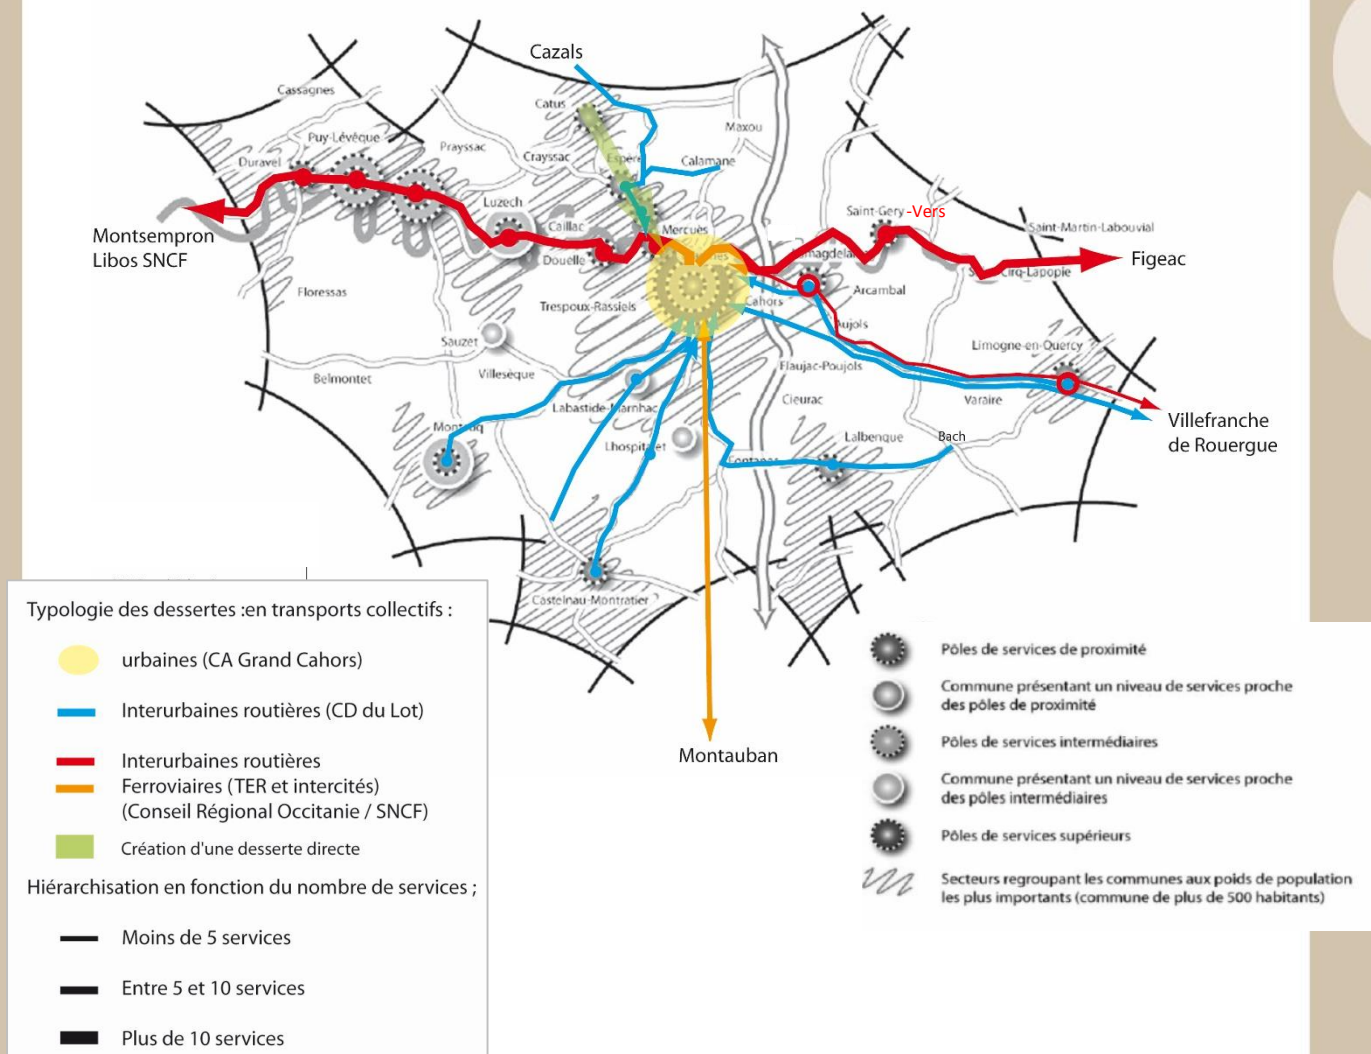 Cazals
Cassagnes
Catus
Maxou
Puy-Lévêque
Prayssac
Crayssac
Espère
Calamane
Duravel
Luzech
Saint-Gery -Vers
Caillac
Mercuès
Saint-Martin-Labouvial
Montsempron
Libos SNCF
Douelle
Figeac
Floressas
Trespoux-Rassiels
Cahors
Arcambal
Aujols
Sauzet
Limogne-en-Quercy
Belmontet
Villesèque
Flaujac-Poujols
Cieurac
Varaire
Labastide-Marnhac
Villefranche
de Rouergue
Lalbenque
Bach
Castelnau-Montratier
Montauban
Typologie des dessertes :en transports collectifs :
urbaines (CA Grand Cahors)
Interurbaines routières (CD du Lot)
Interurbaines routières
Ferroviaires (TER et intercités)
(Conseil Régional Occitanie / SNCF)
Création d'une desserte directe
Hiérarchisation en fonction du nombre de services ;
Moins de 5 services
Entre 5 et 10 services
Plus de 10 services
Pôles de services de proximité
Commune présentant un niveau de services proche
des pôles de proximité
Pôles de services intermédiaires
Commune présentant un niveau de services proche
des pôles intermédiaires
Pôles de services supérieurs
Secteurs regroupant les communes aux poids de population
les plus importants (commune de plus de 500 habitants)